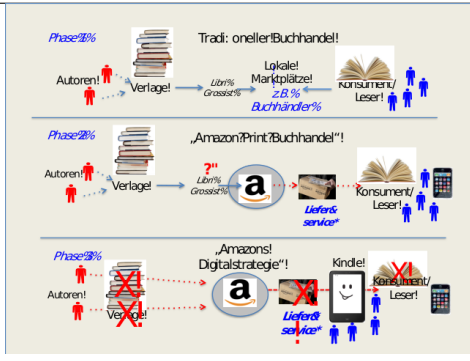 Phase%1%
Tradi: oneller!Buchhandel!
Autoren!
Verlage!
Libri%
Grossist%
Lokale!
Marktplätze!
!
z.B.%
Buchhändler%
Konsument/
Leser!
Phase%2%
„Amazon?Print?Buchhandel“!
Autoren!
Verlage!
?"
Libri%
Grossist%
a
Liefer&
service*
Konsument/
Leser!
Phase%3%
„Amazons!
Digitalstrategie“!
Autoren!
X!
X!
Verlage!
a
X
!
Liefer&
service*
Kindle!
X!
Konsument/
Leser!